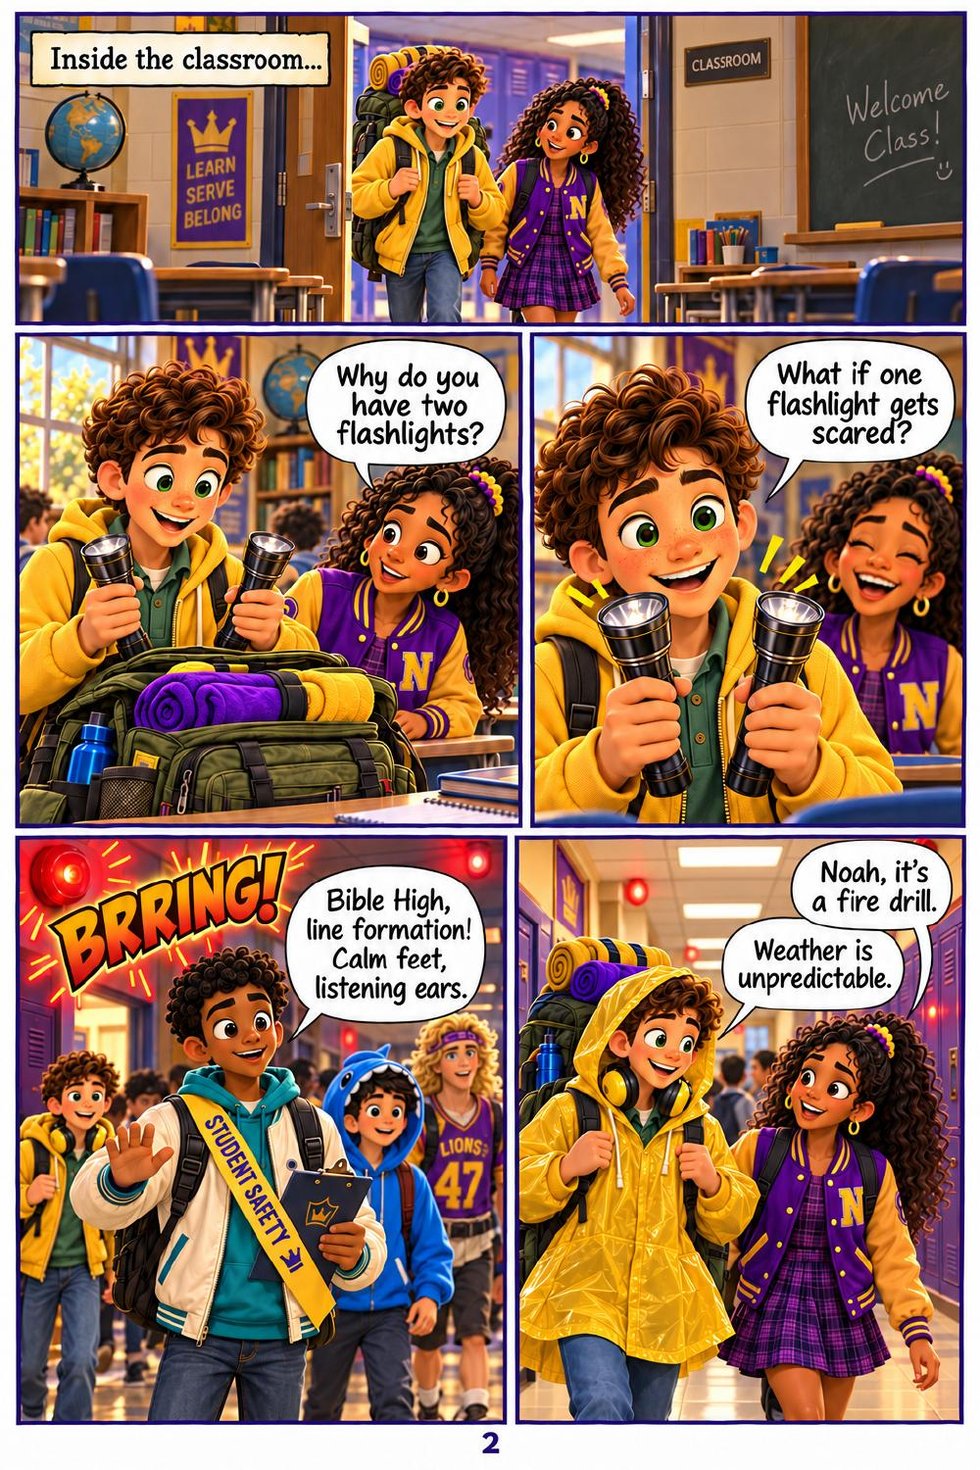 Inside the classroom...
LEARN
SERVE
BELONG
N
CLASSROOM
Welcome
Class!
Why do you
have two
flashlights?
N
What if one
flashlight gets
scared?
N
BRRING!
Bible High,
line formation!
Calm feet,
listening ears.
STUDENT SAFETY
LIONS
47
Noah, it's
a fire drill.
Weather is
unpredictable.
N
2